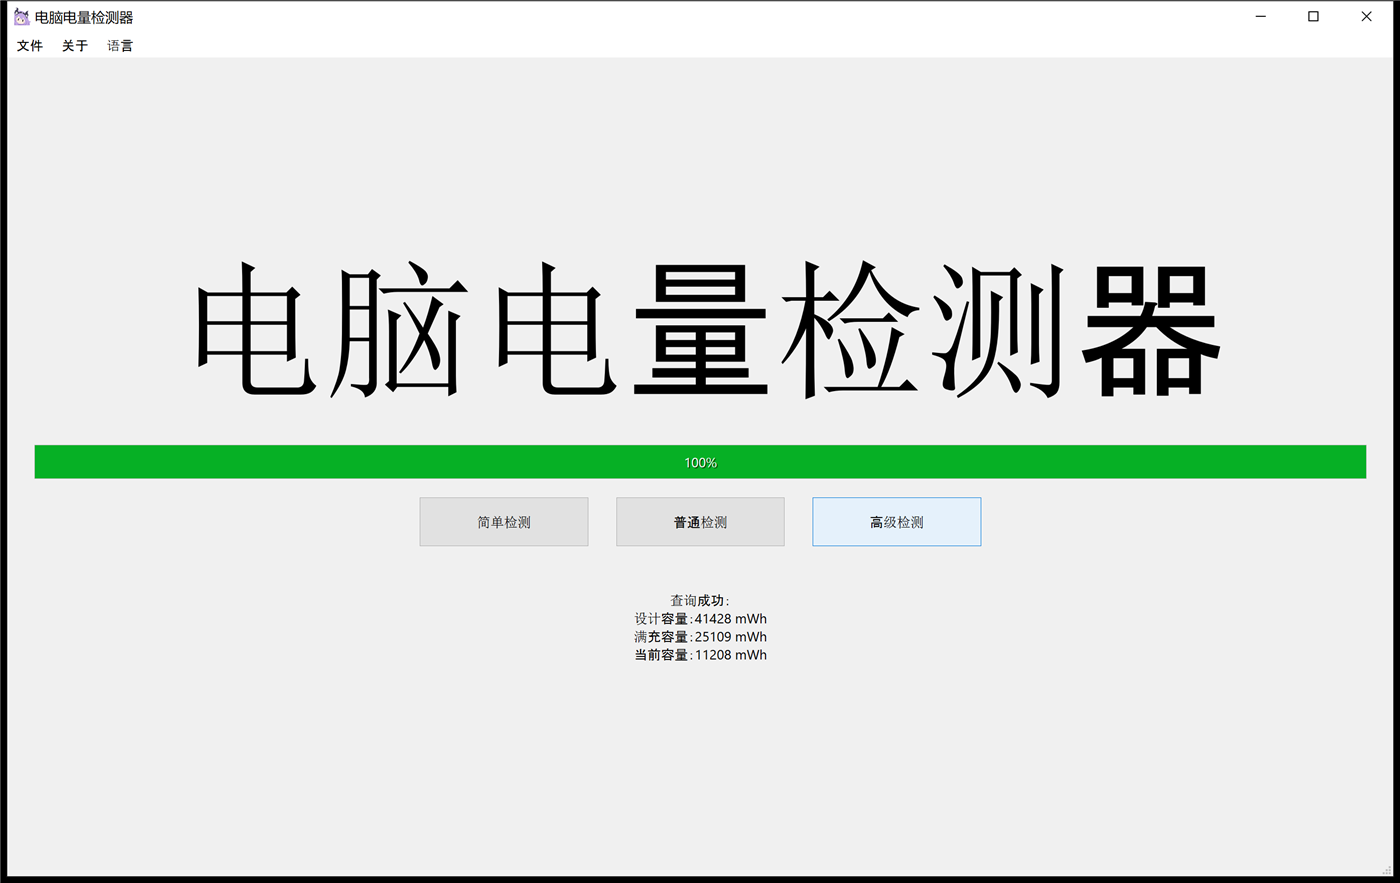 电脑电量检测器
文件 关于 语言
电脑电量检测器
100%
简单检测 普通检测 高级检测
查询成功:
设计容量:41428 mWh
满充容量:25109 mWh
当前容量:11208 mWh